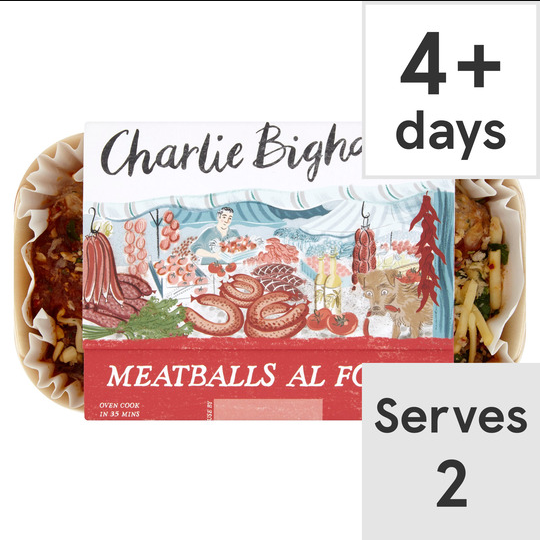 4+
days
Charlie Bigha
MEATBALLS AL FO
OVEN COOK
IN 35 MINS
Serves
2